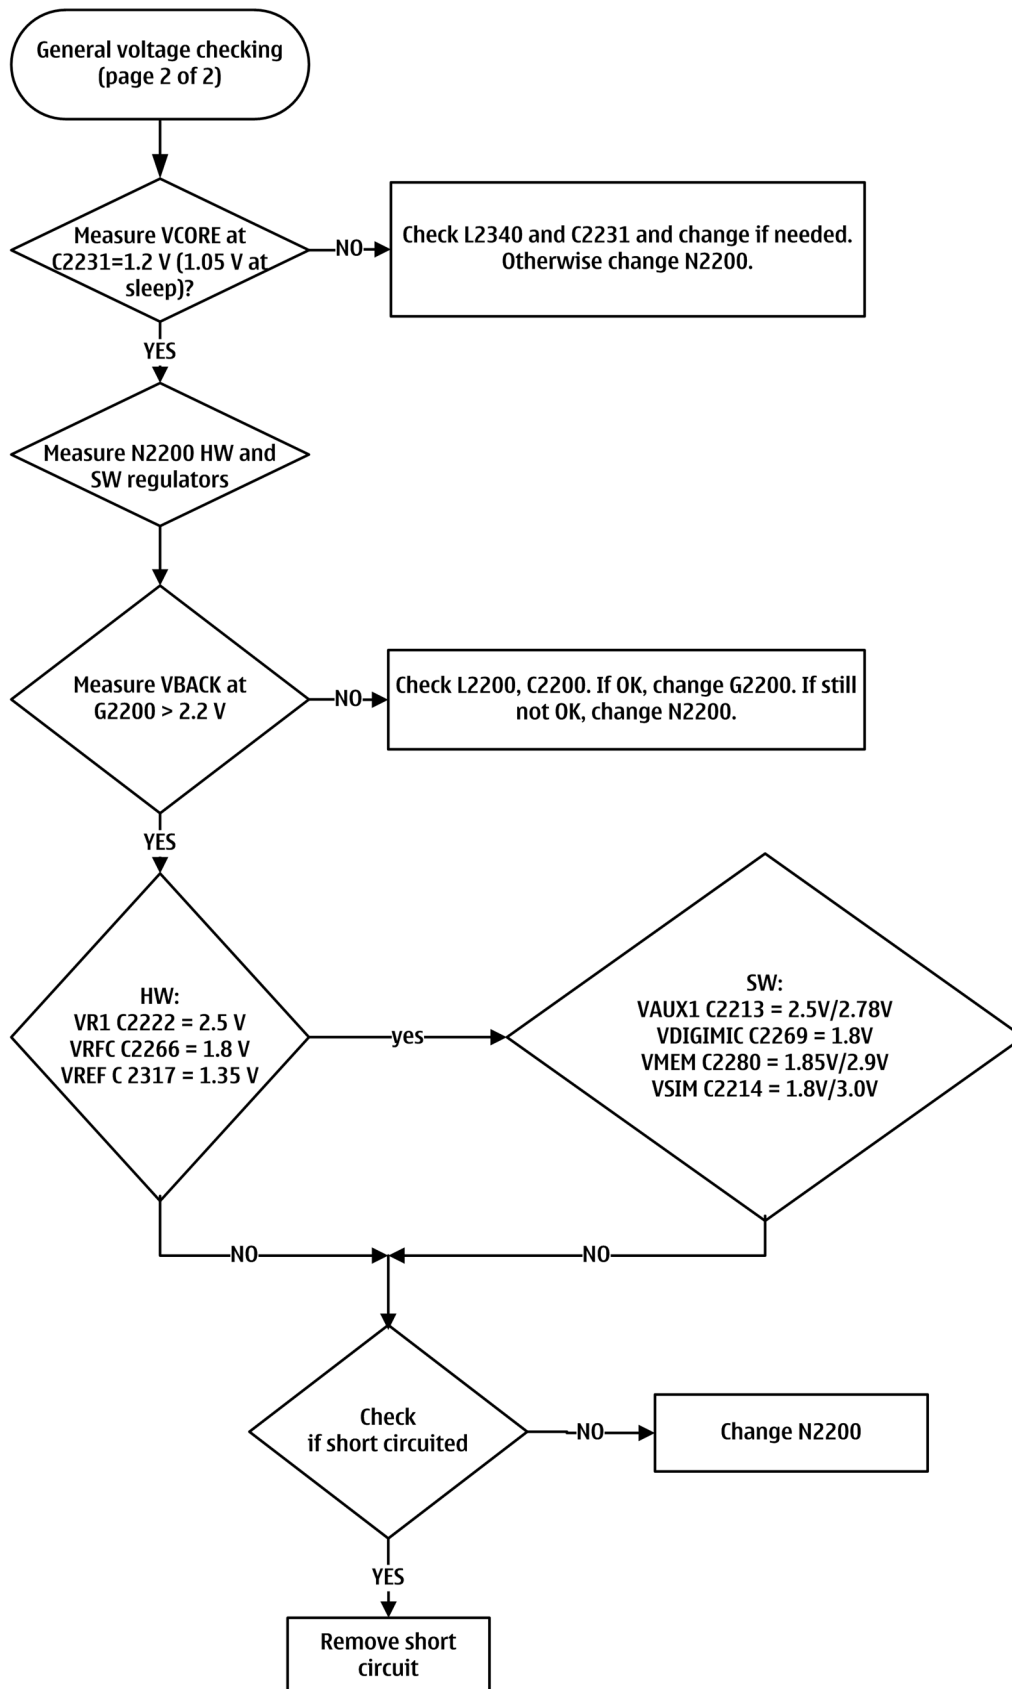 General voltage checking
(page 2 of 2)
Measure VCORE at
C2231=1.2 V (1.05 V at
sleep)?
NO
Check L2340 and C2231 and change if needed.
Otherwise change N2200.
YES
Measure N2200 HW and
SW regulators
Measure VBACK at
G2200 > 2.2 V
NO
Check L2200, C2200. If OK, change G2200. If still
not OK, change N2200.
YES
HW:
VR1 C2222 = 2.5 V
VRFC C2266 = 1.8 V
VREF C 2317 = 1.35 V
yes
SW:
VAUX1 C2213 = 2.5V/2.78V
VDIGIMIC C2269 = 1.8V
VMEM C2280 = 1.85V/2.9V
VSIM C2214 = 1.8V/3.0V
NO
NO
Check
if short circuited
NO
Change N2200
YES
Remove short
circuit